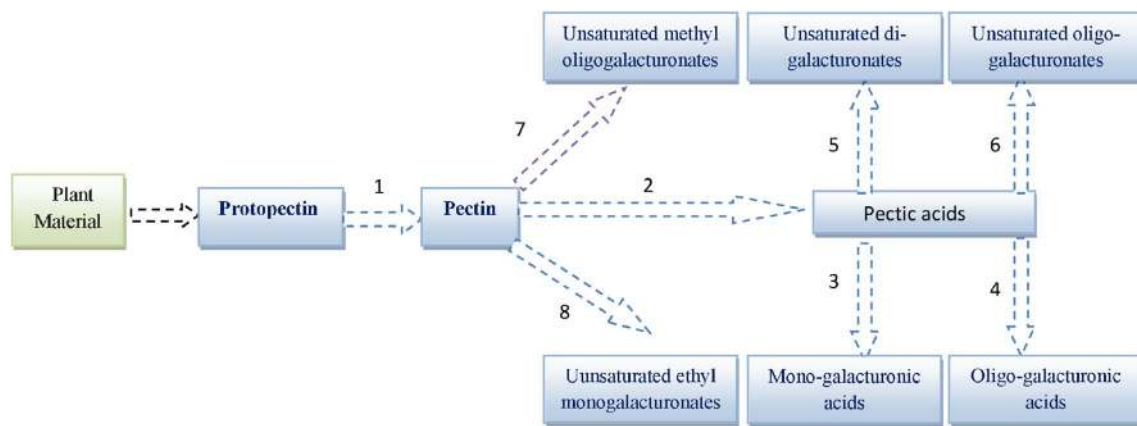 Unsaturated methyl
oligogalacturonates
Unsaturated di-
galacturonates
Unsaturated oligo-
galacturonates
7
5
6
Plant
Material
Protopectin
1
Pectin
2
Pectic acids
3
4
8
Uunsaturated ethyl
monogalacturonates
Mono-galacturonic
acids
Oligo-galacturonic
acids